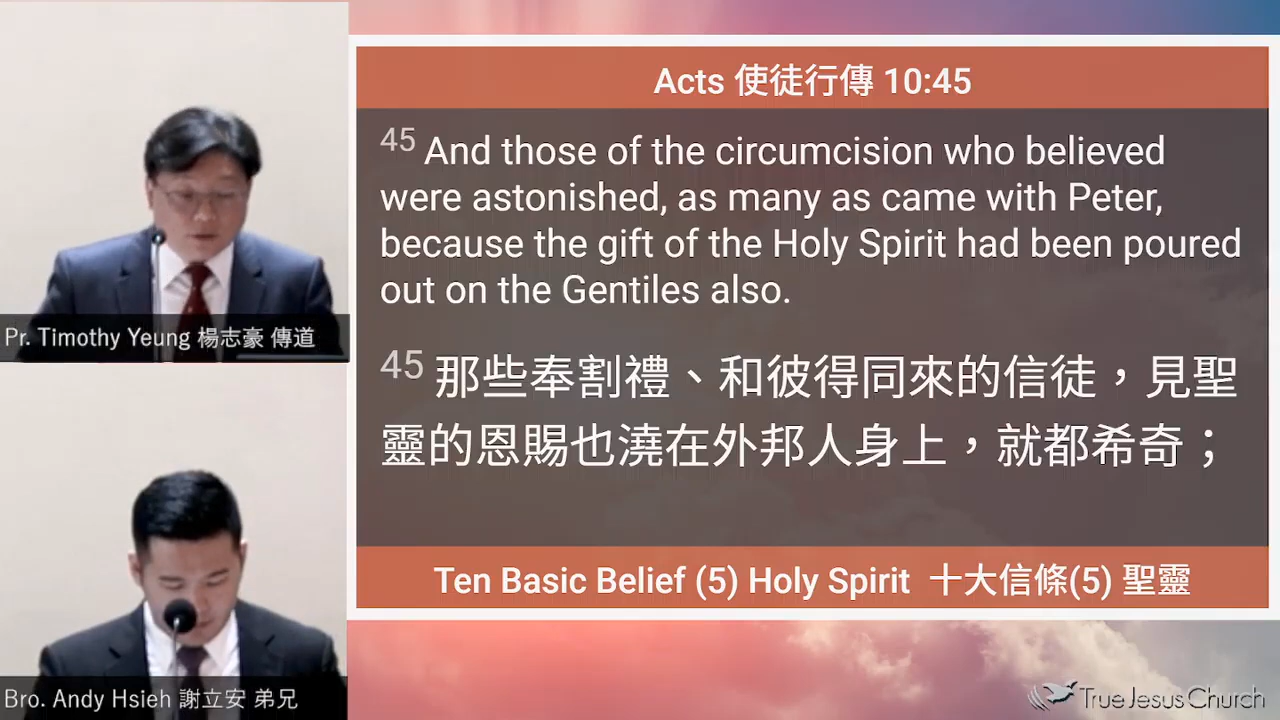 Acts 使徒行傳 10:45
45 And those of the circumcision who believed
were astonished, as many as came with Peter,
because the gift of the Holy Spirit had been poured
out on the Gentiles also.
45 那些奉割禮、和彼得同來的信徒，見聖
靈的恩賜也澆在外邦人身上，就都希奇；
Ten Basic Belief (5) Holy Spirit 十大信條(5) 聖靈
Pr. Timothy Yeung 楊志豪 傳道
Bro. Andy Hsieh 謝立安 弟兄
True Jesus Church